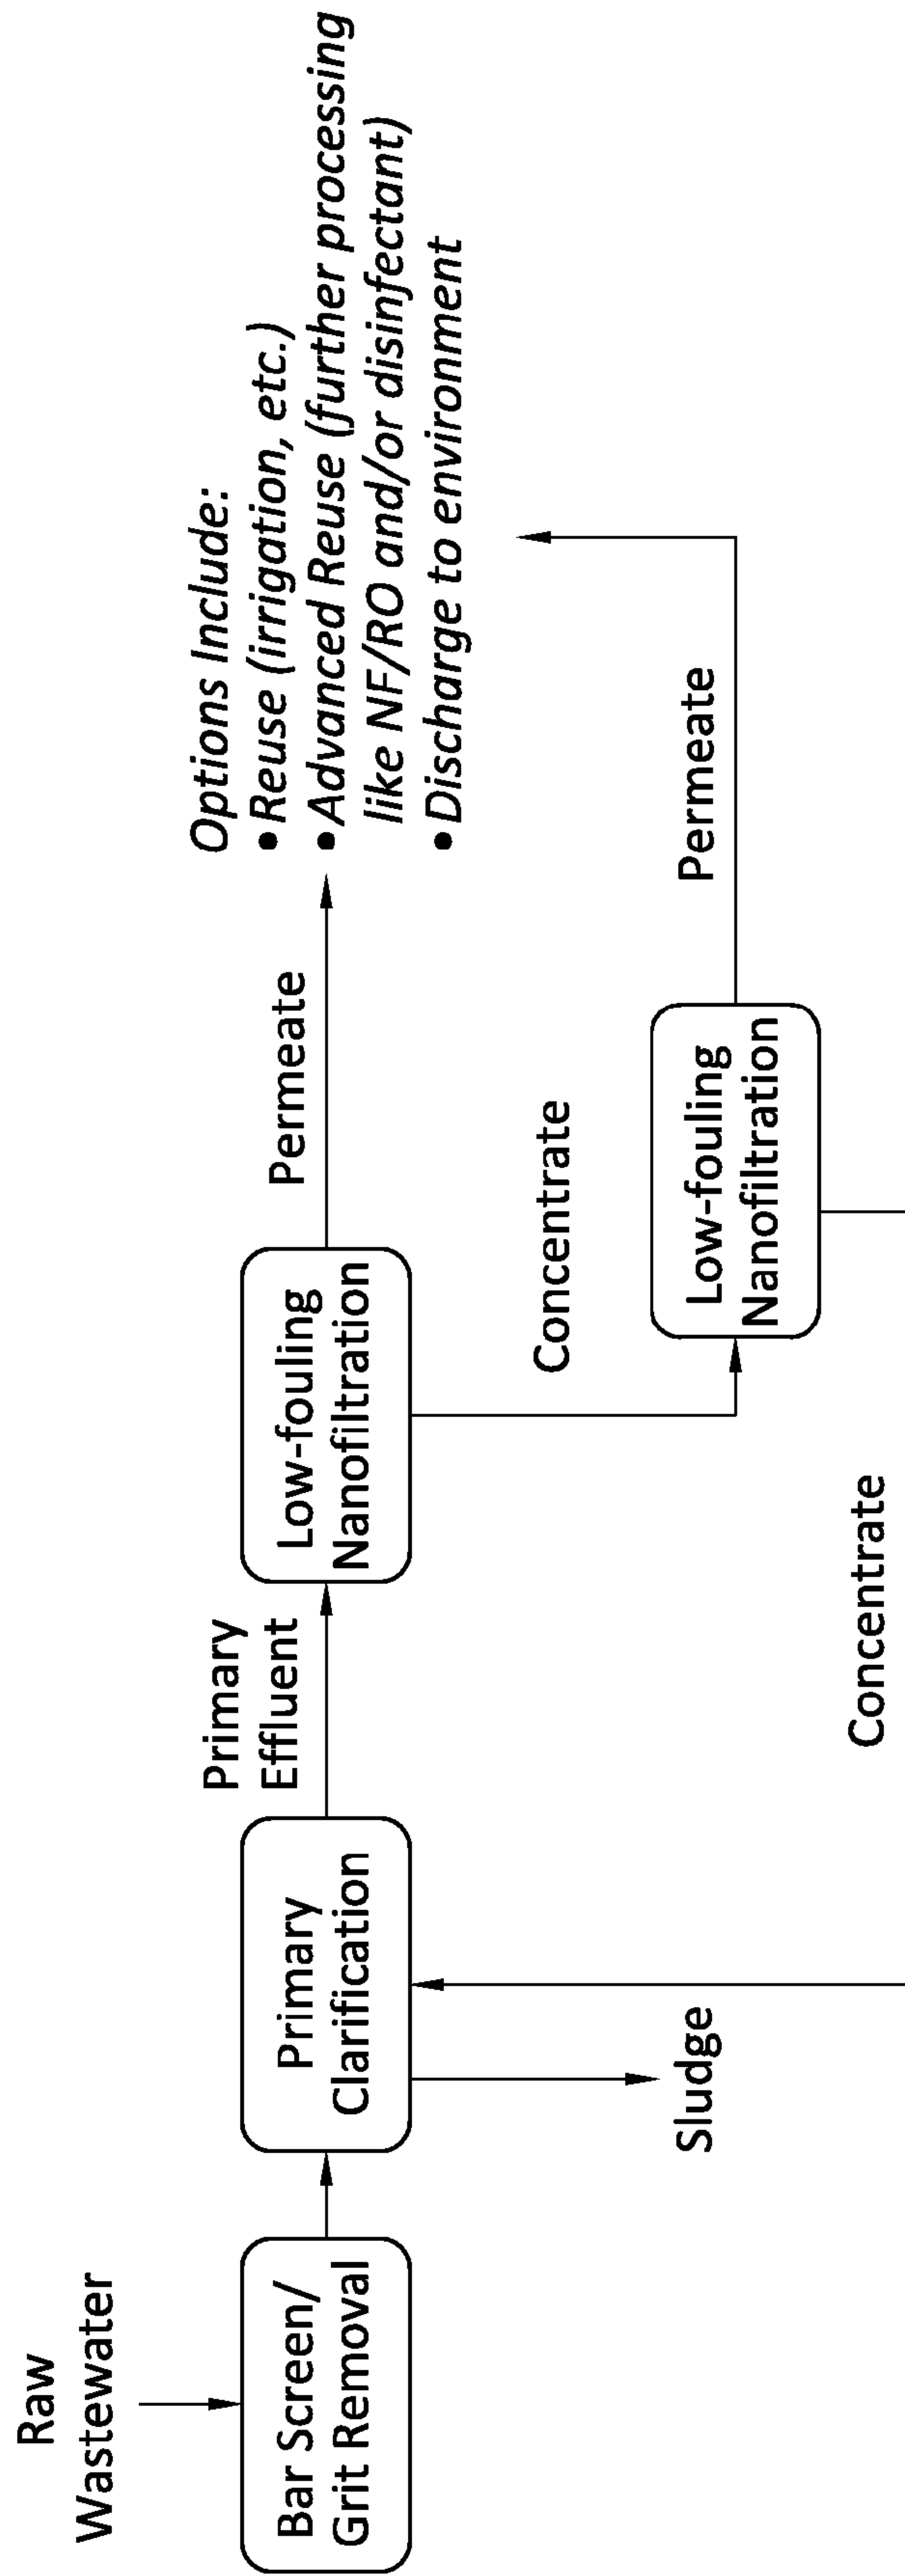 Raw
Wastewater
Bar Screen/
Grit Removal
Primary
Clarification
Sludge
Primary
Effluent
Low-fouling
Nanofiltration
Permeate
Options Include:
•Reuse (irrigation, etc.)
•Advanced Reuse (further processing
like NF/RO and/or disinfectant)
•Discharge to environment
Concentrate
Low-fouling
Nanofiltration
Permeate
Concentrate